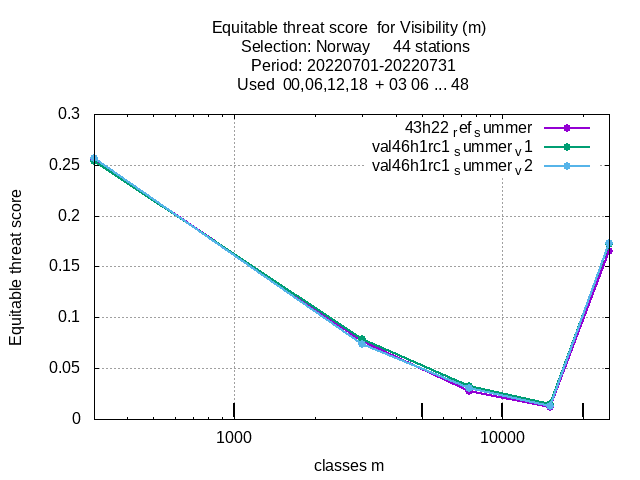 Equitable threat score  for Visibility (m)
Selection: Norway     44 stations
Period: 20220701-20220731
Used  00,06,12,18  + 03 06 ... 48
43h22_ref_summer
val46h1rc1_summer_v1
val46h1rc1_summer_v2
0.3
0.25
0.2
0.15
0.1
0.05
0
Equitable threat score
1000
10000
classes m